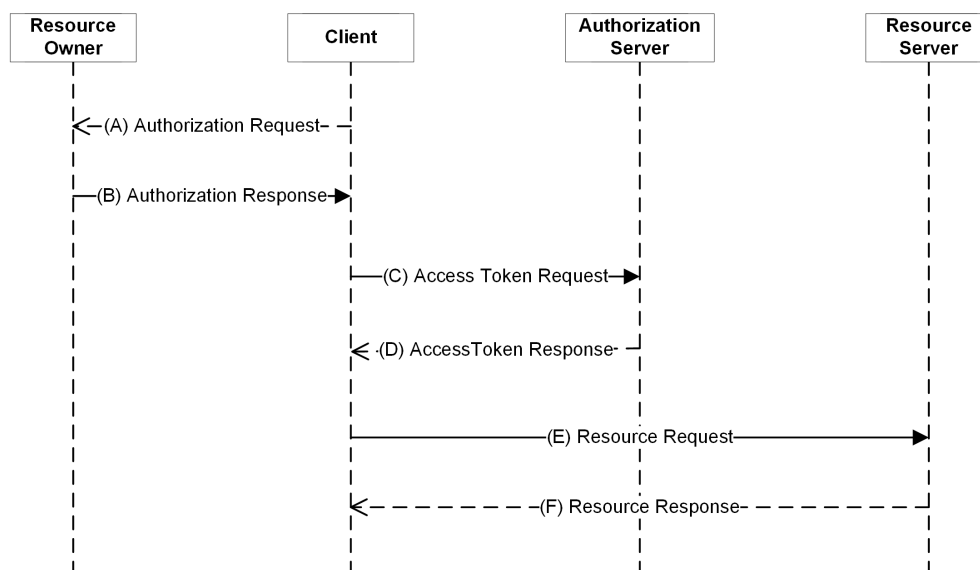 Resource
Owner
Client
Authorization
Server
Resource
Server
(A) Authorization Request
(B) Authorization Response
(C) Access Token Request
(D) AccessToken Response
(E) Resource Request
(F) Resource Response